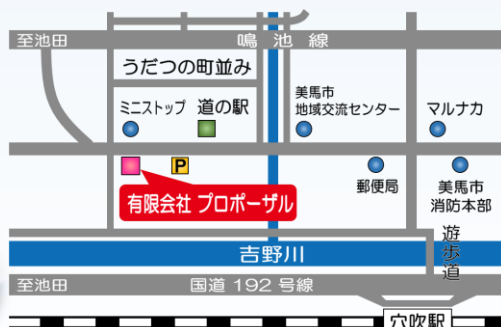 至池田
鳴池線
うだつの町並み
ミニストップ
道の駅
美馬市
地域交流センター
マルナカ
P
郵便局
美馬市
消防本部
有限会社 プロポーザル
吉野川
遊歩道
至池田
国道 192 号線
穴吹駅